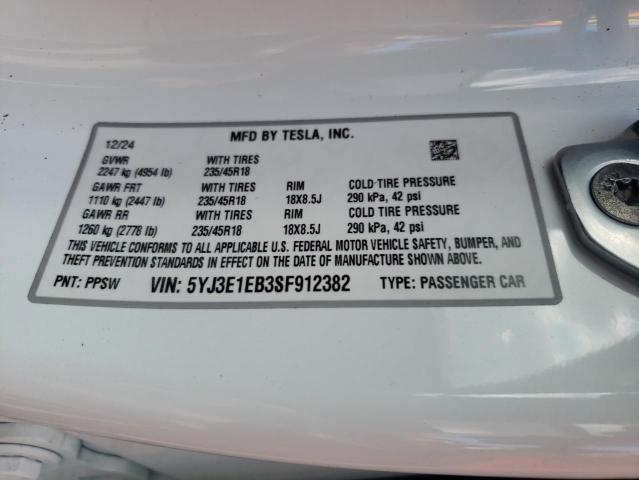 MFD BY TESLA, INC.
12/24
GVWR WITH TIRES
2247 kg (4954 lb) 235/45R18
GAWR FRT WITH TIRES RIM COLD TIRE PRESSURE
1110 kg (2447 lb) 235/45R18 18X8.5J 290 kPa, 42 psi
GAWR RR WITH TIRES RIM COLD TIRE PRESSURE
1260 kg (2778 lb) 235/45R18 18X8.5J 290 kPa, 42 psi
THIS VEHICLE CONFORMS TO ALL APPLICABLE U.S. FEDERAL MOTOR VEHICLE SAFETY, BUMPER, AND
THEFT PREVENTION STANDARDS IN EFFECT ON THE DATE OF MANUFACTURE SHOWN ABOVE.
PNT: PPSW VIN: 5YJ3E1EB3SF912382 TYPE: PASSENGER CAR